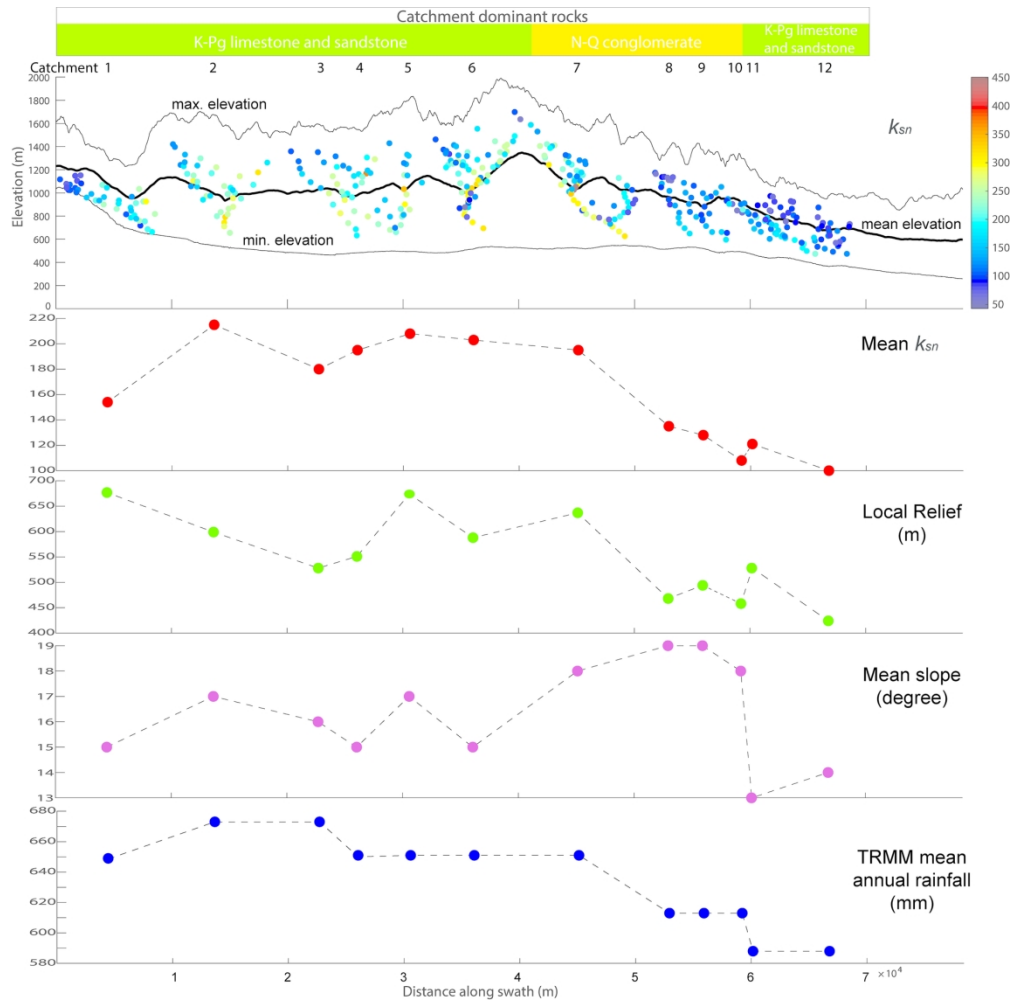 Catchment dominant rocks
K-Pg limestone and sandstone
N-Q conglomerate
K-Pg limestone
and sandstone
Catchment 1 2 3 4 5 6 7 8 9 10 11 12
2000
1800
1600
1400
1200
1000
800
600
400
200
0
Elevation (m)
max. elevation
min. elevation
mean elevation
ksn
450
400
350
300
250
200
150
100
50
220
200
180
160
140
120
100
Mean ksn
700
650
600
550
500
450
400
Local Relief
(m)
19
18
17
16
15
14
13
Mean slope
(degree)
680
660
640
620
600
580
TRMM mean
annual rainfall
(mm)
1 2 3 4 5 6 7 ×10⁴
Distance along swath (m)